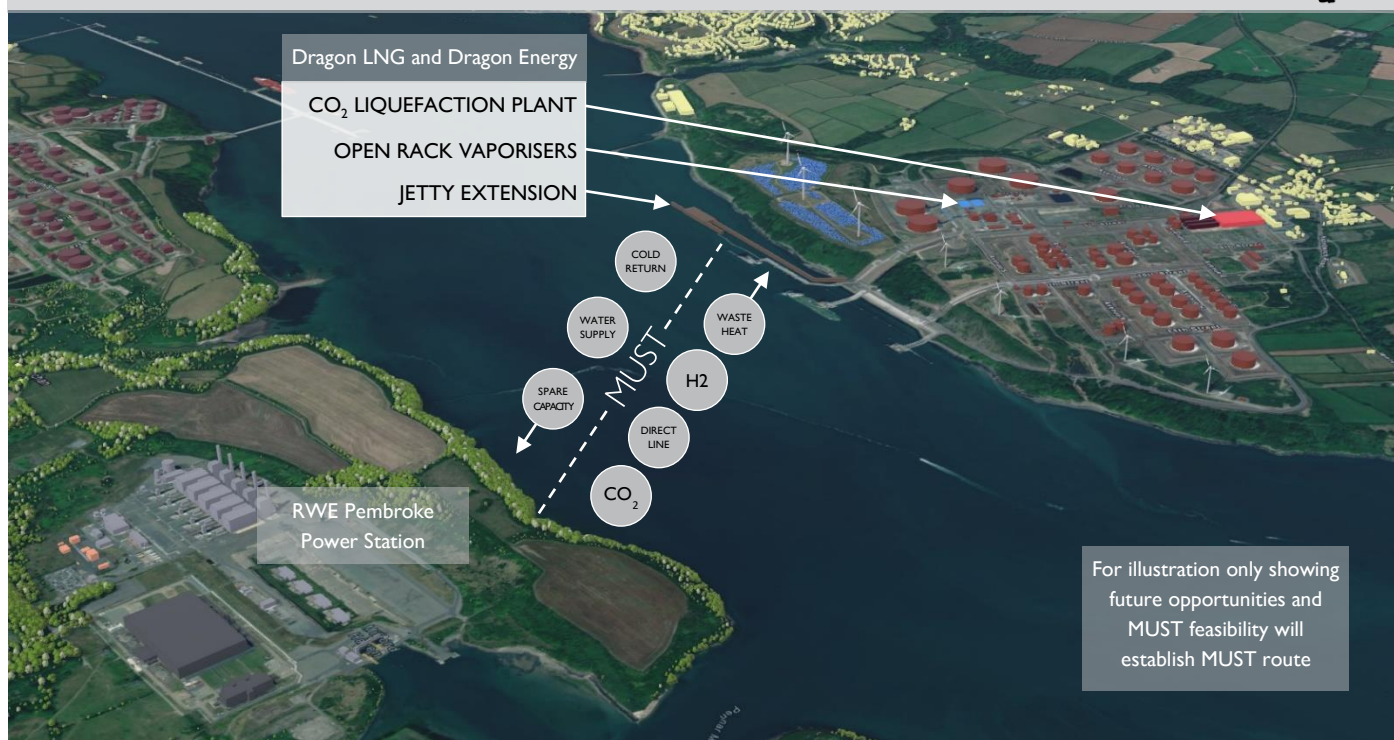 Dragon LNG and Dragon Energy
CO₂ LIQUEFACTION PLANT
OPEN RACK VAPORISERS
JETTY EXTENSION
COLD
RETURN
WATER
SUPPLY
SPARE
CAPACITY
MUST
WASTE
HEAT
H2
DIRECT
LINE
CO₂
RWE Pembroke
Power Station
For illustration only showing
future opportunities and
MUST feasibility will
establish MUST route